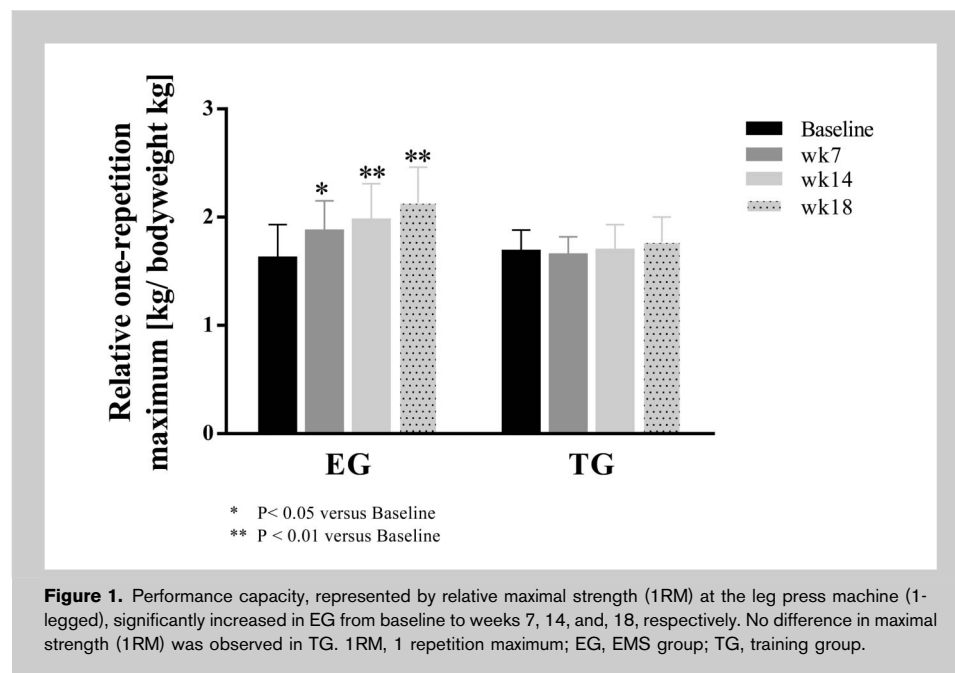 Relative one-repetition
maximum [kg/ bodyweight kg]
3
2
1
0
*
**
**
EG
TG
Baseline
wk7
wk14
wk18
* P< 0.05 versus Baseline
** P < 0.01 versus Baseline
Figure 1. Performance capacity, represented by relative maximal strength (1RM) at the leg press machine (1-
legged), significantly increased in EG from baseline to weeks 7, 14, and, 18, respectively. No difference in maximal
strength (1RM) was observed in TG. 1RM, 1 repetition maximum; EG, EMS group; TG, training group.